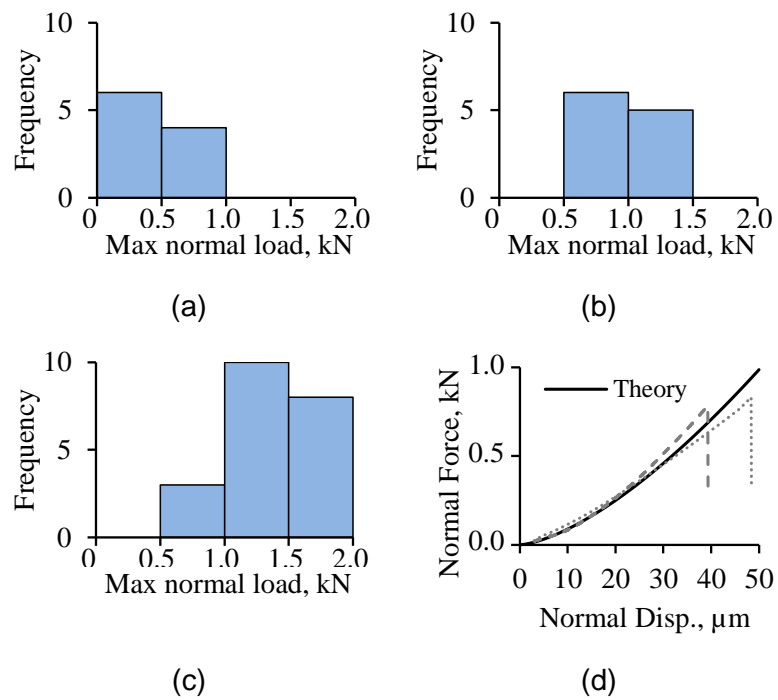 10
5
0
Frequency
0 0.5 1.0 1.5 2.0
Max normal load, kN
(a)
10
5
0
Frequency
0 0.5 1.0 1.5 2.0
Max normal load, kN
(b)
10
5
0
Frequency
0 0.5 1.0 1.5 2.0
Max normal load, kN
(c)
1.0
0.5
0.0
Normal Force, kN
Theory
0 10 20 30 40 50
Normal Disp., µm
(d)